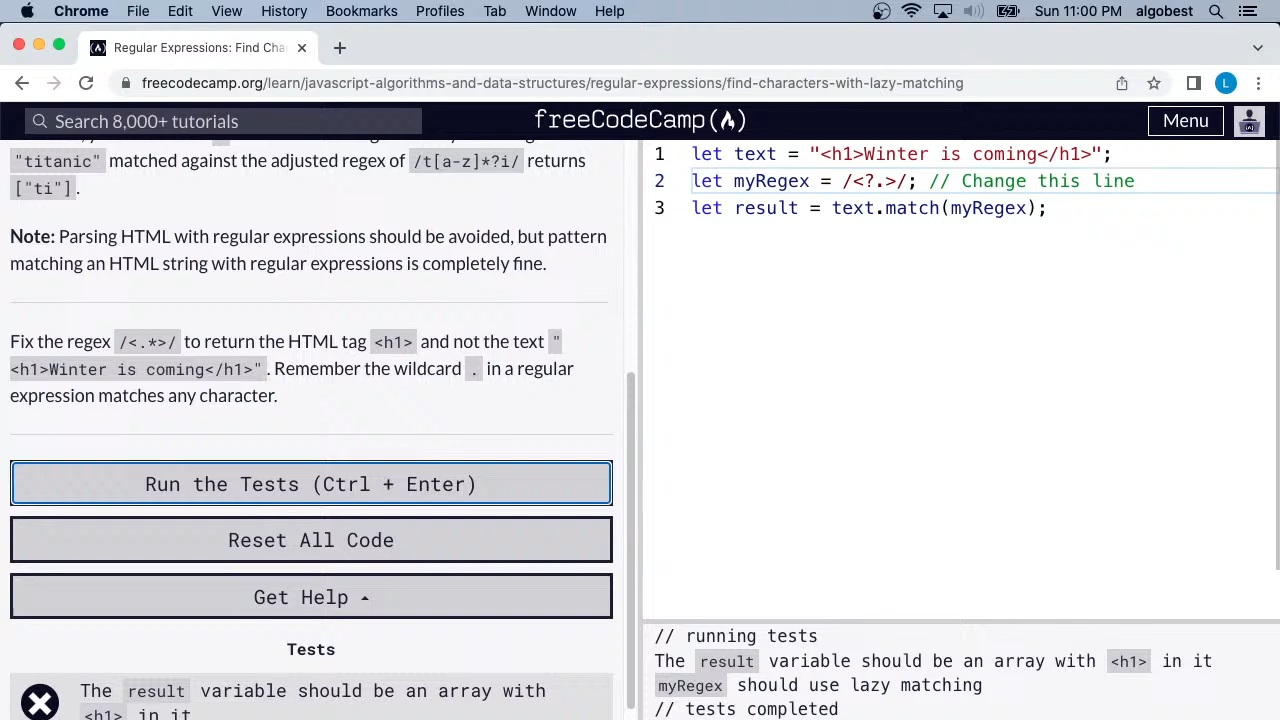 Chrome File Edit View History Bookmarks Profiles Tab Window Help Sun 11:00 PM algobest
Regular Expressions: Find Cha
freecodecamp.org/learn/javascript-algorithms-and-data-structures/regular-expressions/find-characters-with-lazy-matching L
Search 8,000+ tutorials freeCodeCamp Menu
"titanic" matched against the adjusted regex of /t[a-z]*?i/ returns
["ti"].
Note: Parsing HTML with regular expressions should be avoided, but pattern
matching an HTML string with regular expressions is completely fine.
Fix the regex /<.*>/ to return the HTML tag <h1> and not the text "
<h1>Winter is coming</h1>". Remember the wildcard . in a regular
expression matches any character.
Run the Tests (Ctrl + Enter)
Reset All Code
Get Help
Tests
The result variable should be an array with
<h1> in it
1 let text = "<h1>Winter is coming</h1>";
2 let myRegex = /<?.>/; // Change this line
3 let result = text.match(myRegex);
// running tests
The result variable should be an array with <h1> in it
myRegex should use lazy matching
// tests completed